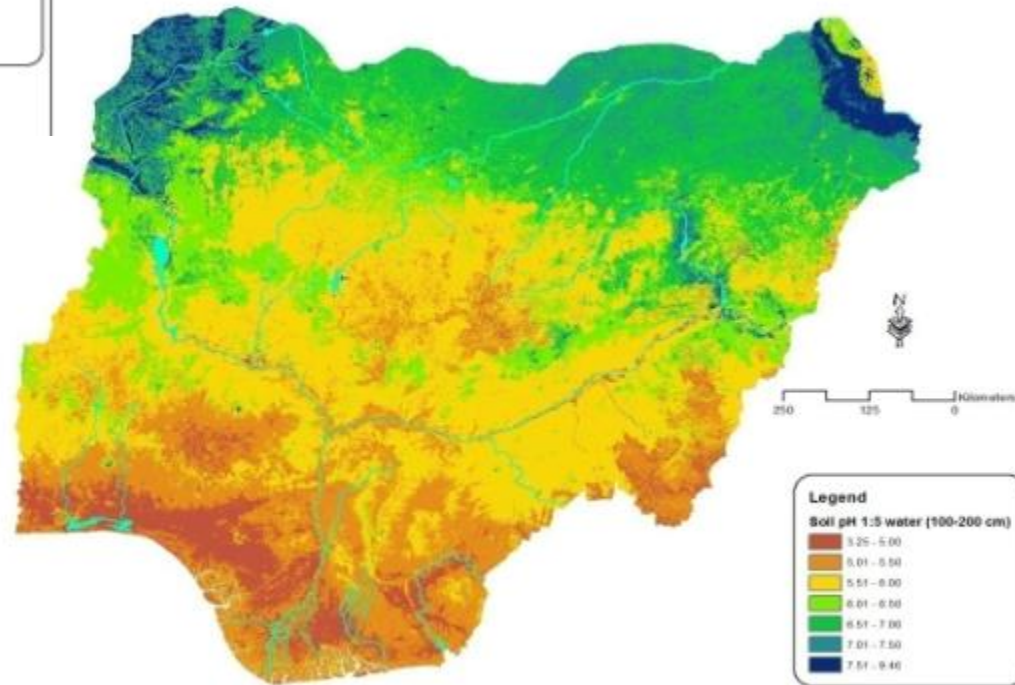 N
Kilometers
250 125 0
Legend
Soil pH 1:5 water (100-200 cm)
3.25 - 5.00
5.01 - 5.50
5.51 - 6.00
6.01 - 6.50
6.51 - 7.00
7.01 - 7.50
7.51 - 9.46